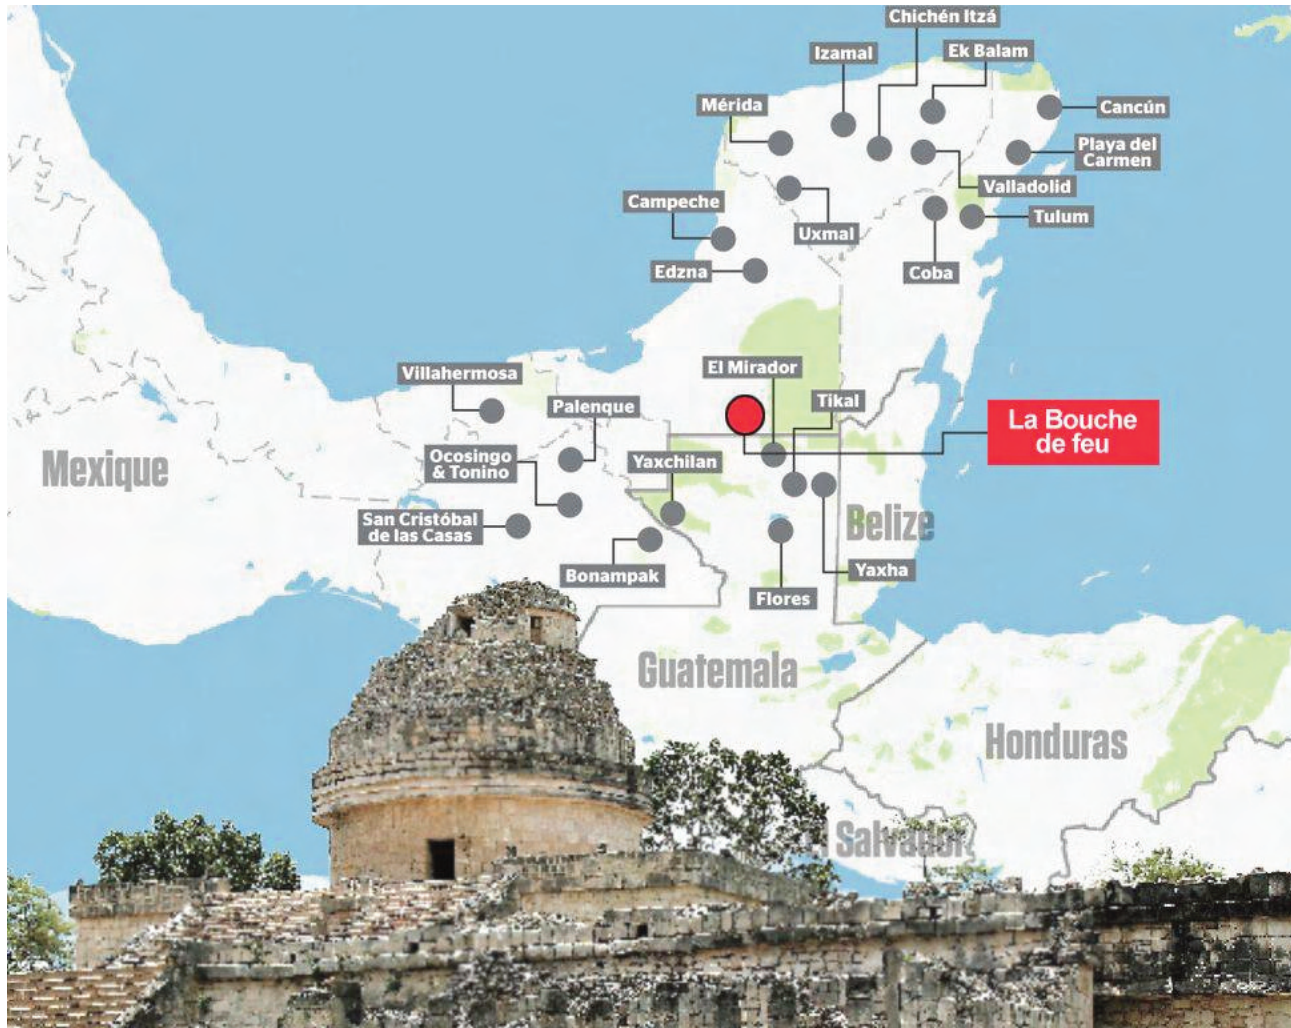 Chichén Itzá
Izamal
Ek Balam
Mérida
Cancún
Playa del
Carmen
Valladolid
Campeche
Tulum
Uxmal
Edzna
Coba
El Mirador
Villahermosa
Tikal
Palenque
La Bouche
de feu
Ocosingo
& Tonino
Yaxchilan
Mexique
San Cristóbal
de las Casas
Belize
Bonampak
Yaxha
Flores
Guatemala
Honduras
Salvador